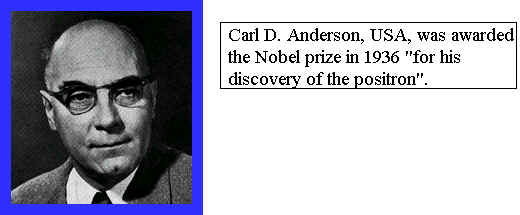 Carl D. Anderson, USA, was awarded
the Nobel prize in 1936 "for his
discovery of the positron".